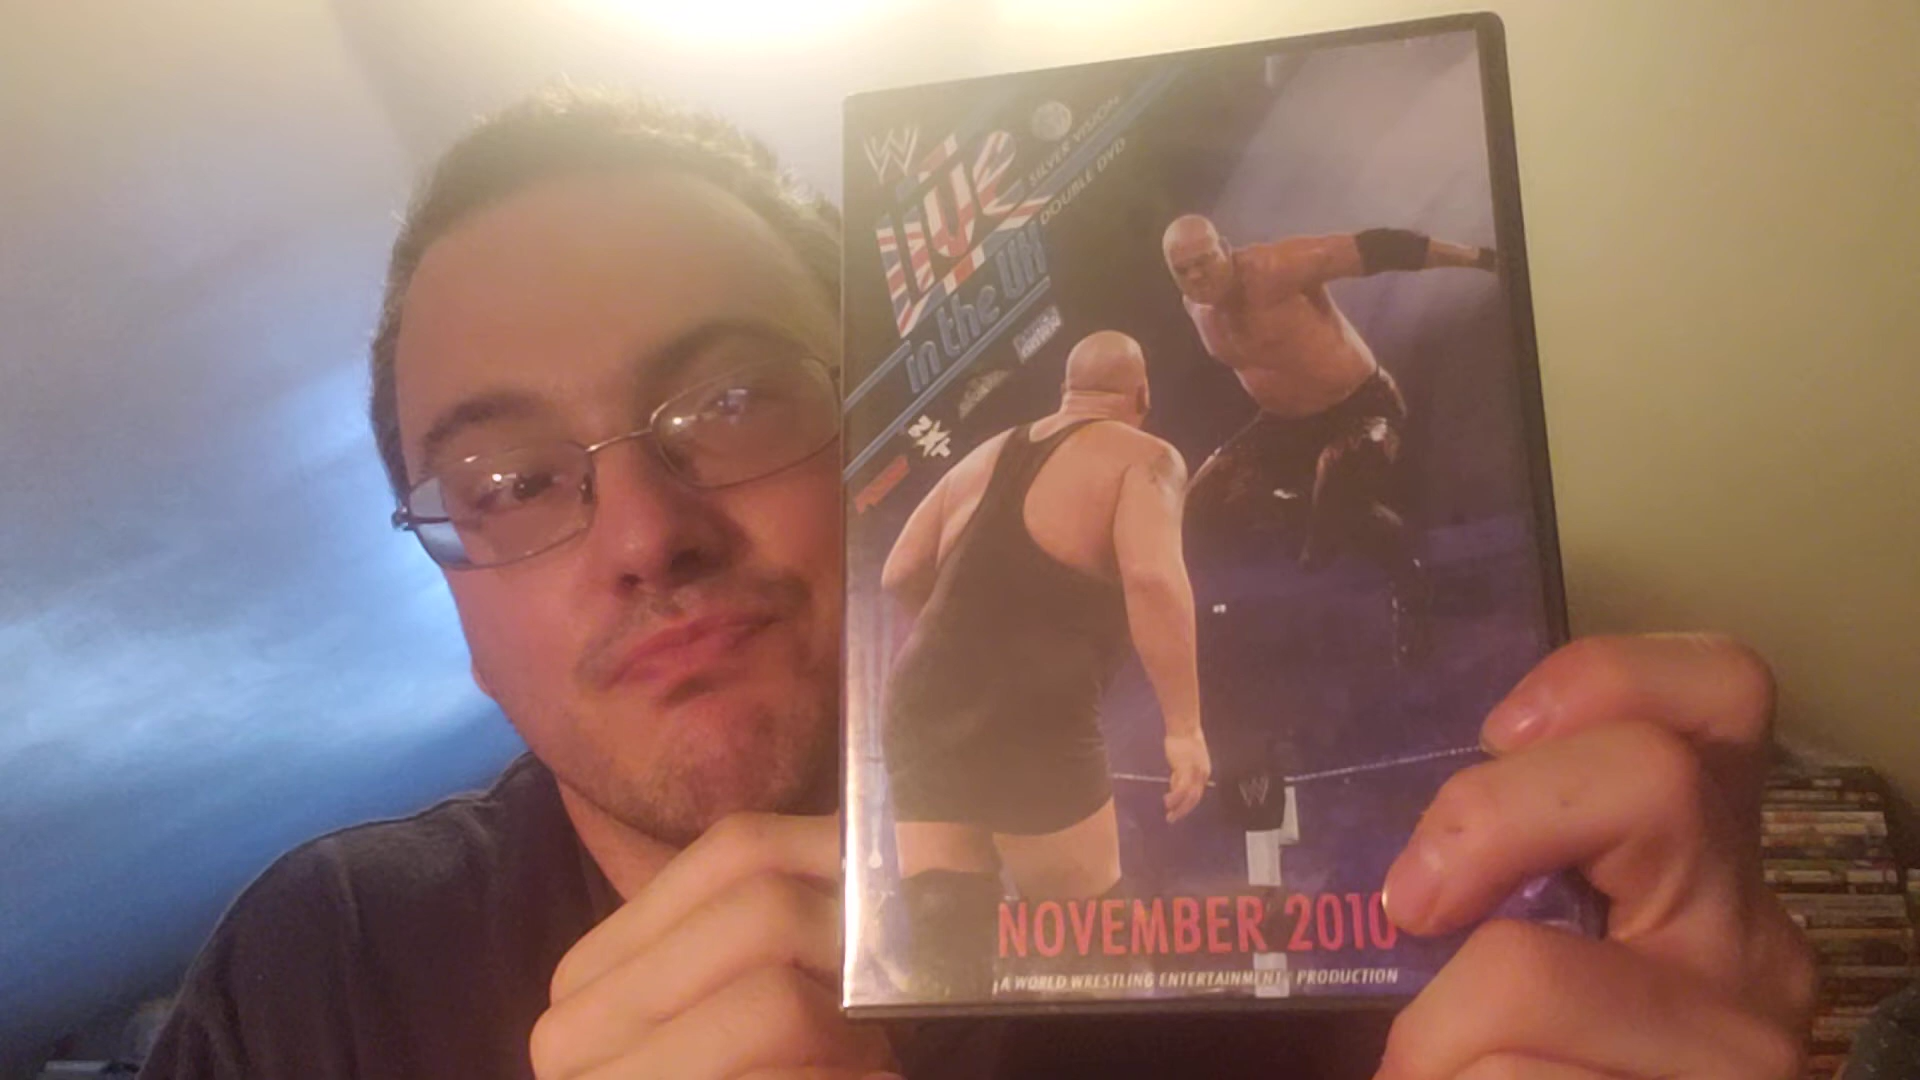 W
live
in the UK
SILVER VISION
DOUBLE DVD
NXT
W
NOVEMBER 2010
A WORLD WRESTLING ENTERTAINMENT PRODUCTION